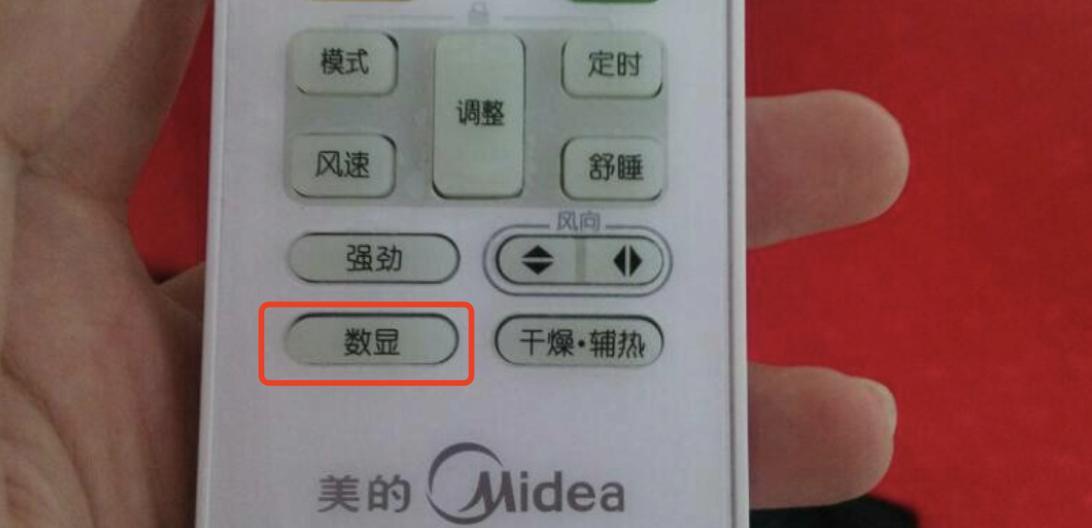 模式
定时
调整
风速
舒睡
风向
强劲
数显
干燥·辅热
美的 Midea